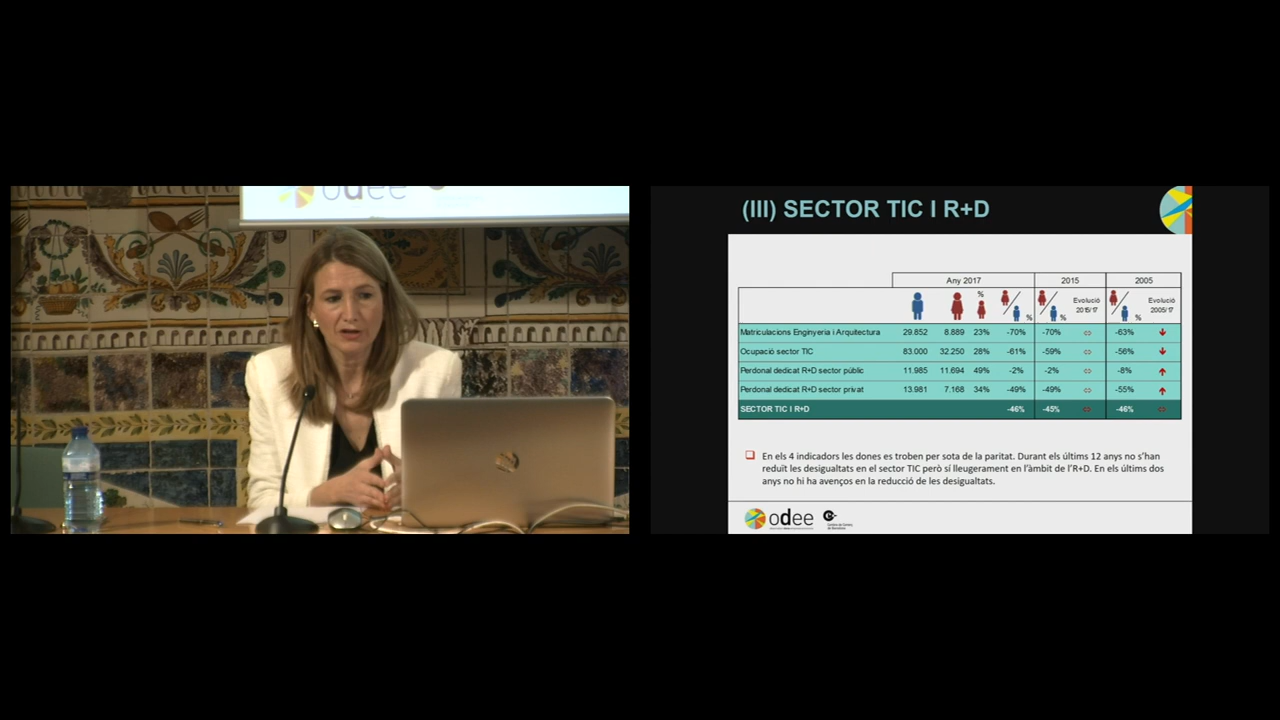 odee
(III) SECTOR TIC I R+D
Any 2017 2015 2005
% % % Evolució 2015/17 % Evolució 2005/17
Matriculacions Enginyeria i Arquitectura 29.852 8.889 23% -70% -70% -63%
Ocupació sector TIC 83.000 32.250 28% -61% -59% -56%
Perdonal dedicat R+D sector públic 11.985 11.694 49% -2% -2% -8%
Perdonal dedicat R+D sector privat 13.981 7.168 34% -49% -49% -55%
SECTOR TIC I R+D -46% -45% -46%
En els 4 indicadors les dones es troben per sota de la paritat. Durant els últims 12 anys no s'han
reduït les desigualtats en el sector TIC però si lleugerament en l'àmbit de l'R+D. En els últims dos
anys no hi ha avenços en la reducció de les desigualtats.
odee